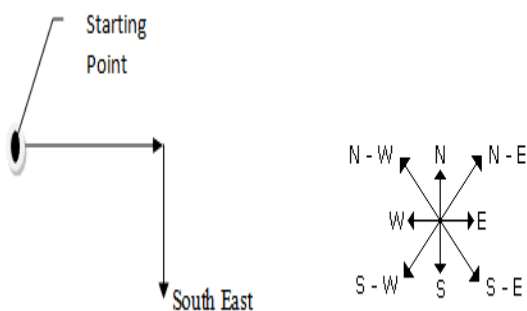 Starting
Point
N - W N N - E
W E
S - W S S - E
South East